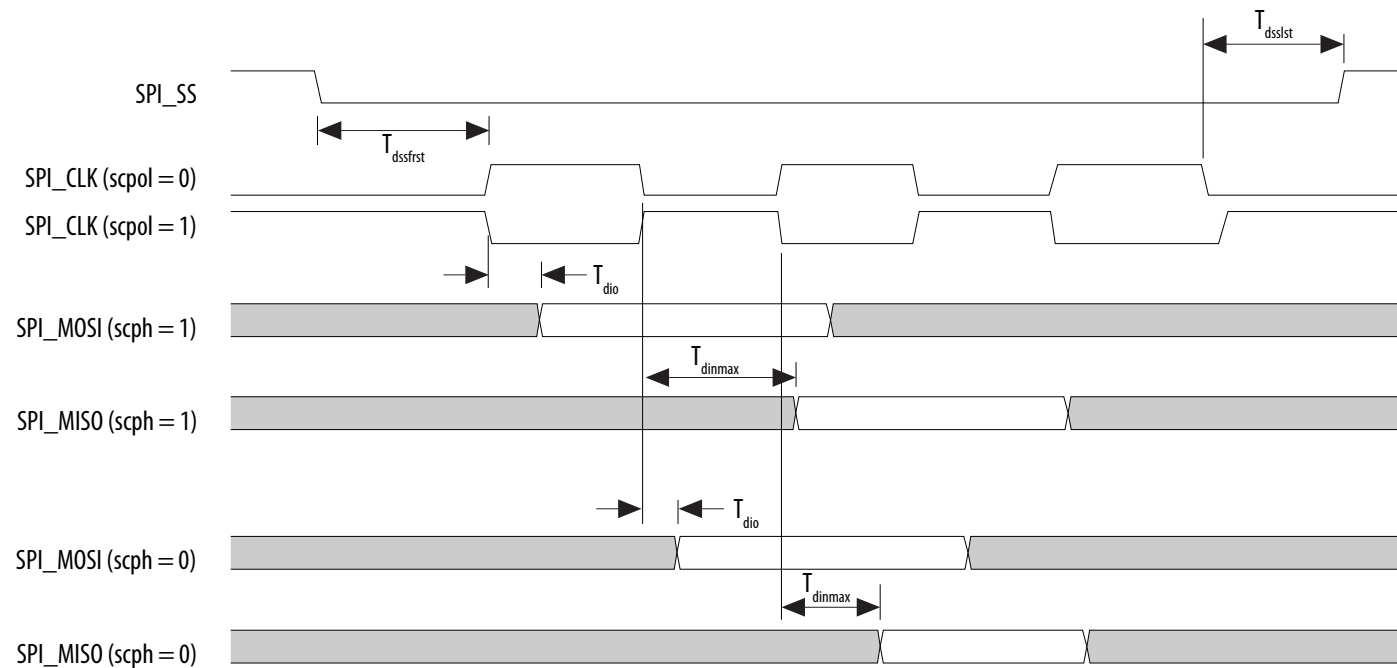 T_dsslst
SPI_SS
T_dssfrst
SPI_CLK (scpol = 0)
SPI_CLK (scpol = 1)
T_dio
SPI_MOSI (scph = 1)
T_dinmax
SPI_MISO (scph = 1)
T_dio
SPI_MOSI (scph = 0)
T_dinmax
SPI_MISO (scph = 0)